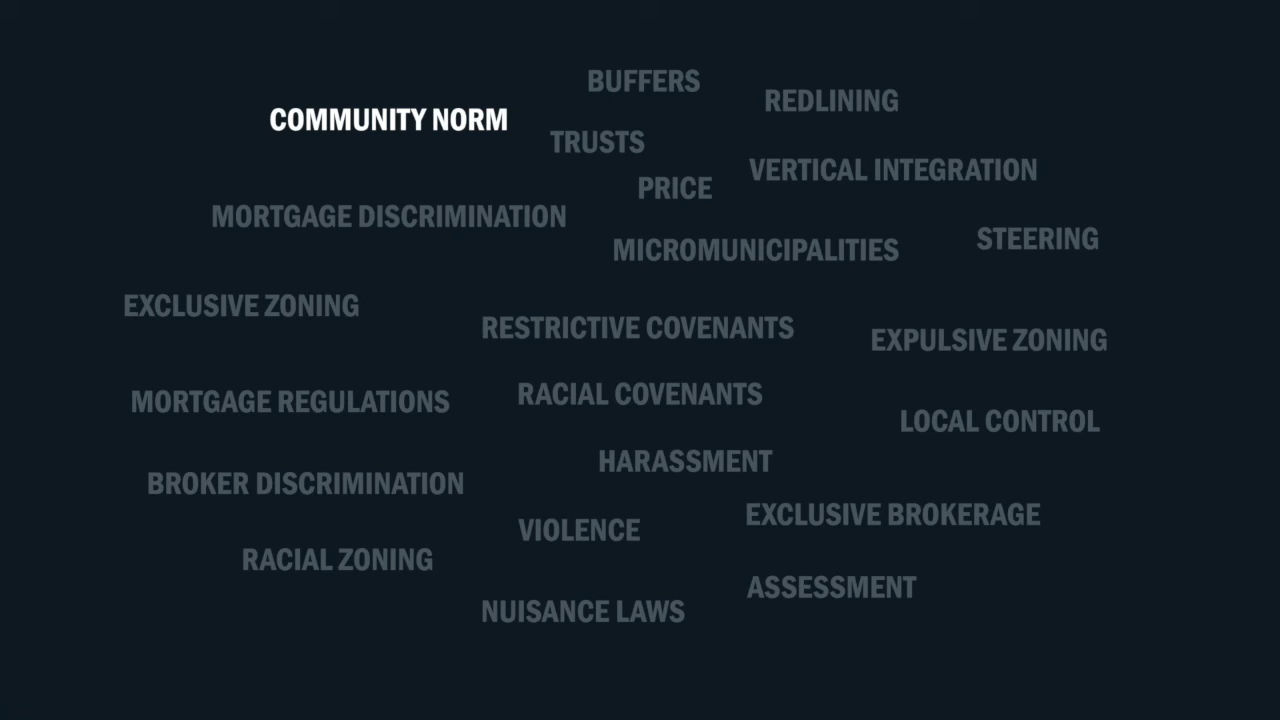 BUFFERS
REDLINING
COMMUNITY NORM
TRUSTS
VERTICAL INTEGRATION
PRICE
MORTGAGE DISCRIMINATION
STEERING
MICROMUNICIPALITIES
EXCLUSIVE ZONING
RESTRICTIVE COVENANTS
EXPULSIVE ZONING
RACIAL COVENANTS
MORTGAGE REGULATIONS
LOCAL CONTROL
HARASSMENT
BROKER DISCRIMINATION
EXCLUSIVE BROKERAGE
VIOLENCE
RACIAL ZONING
ASSESSMENT
NUISANCE LAWS